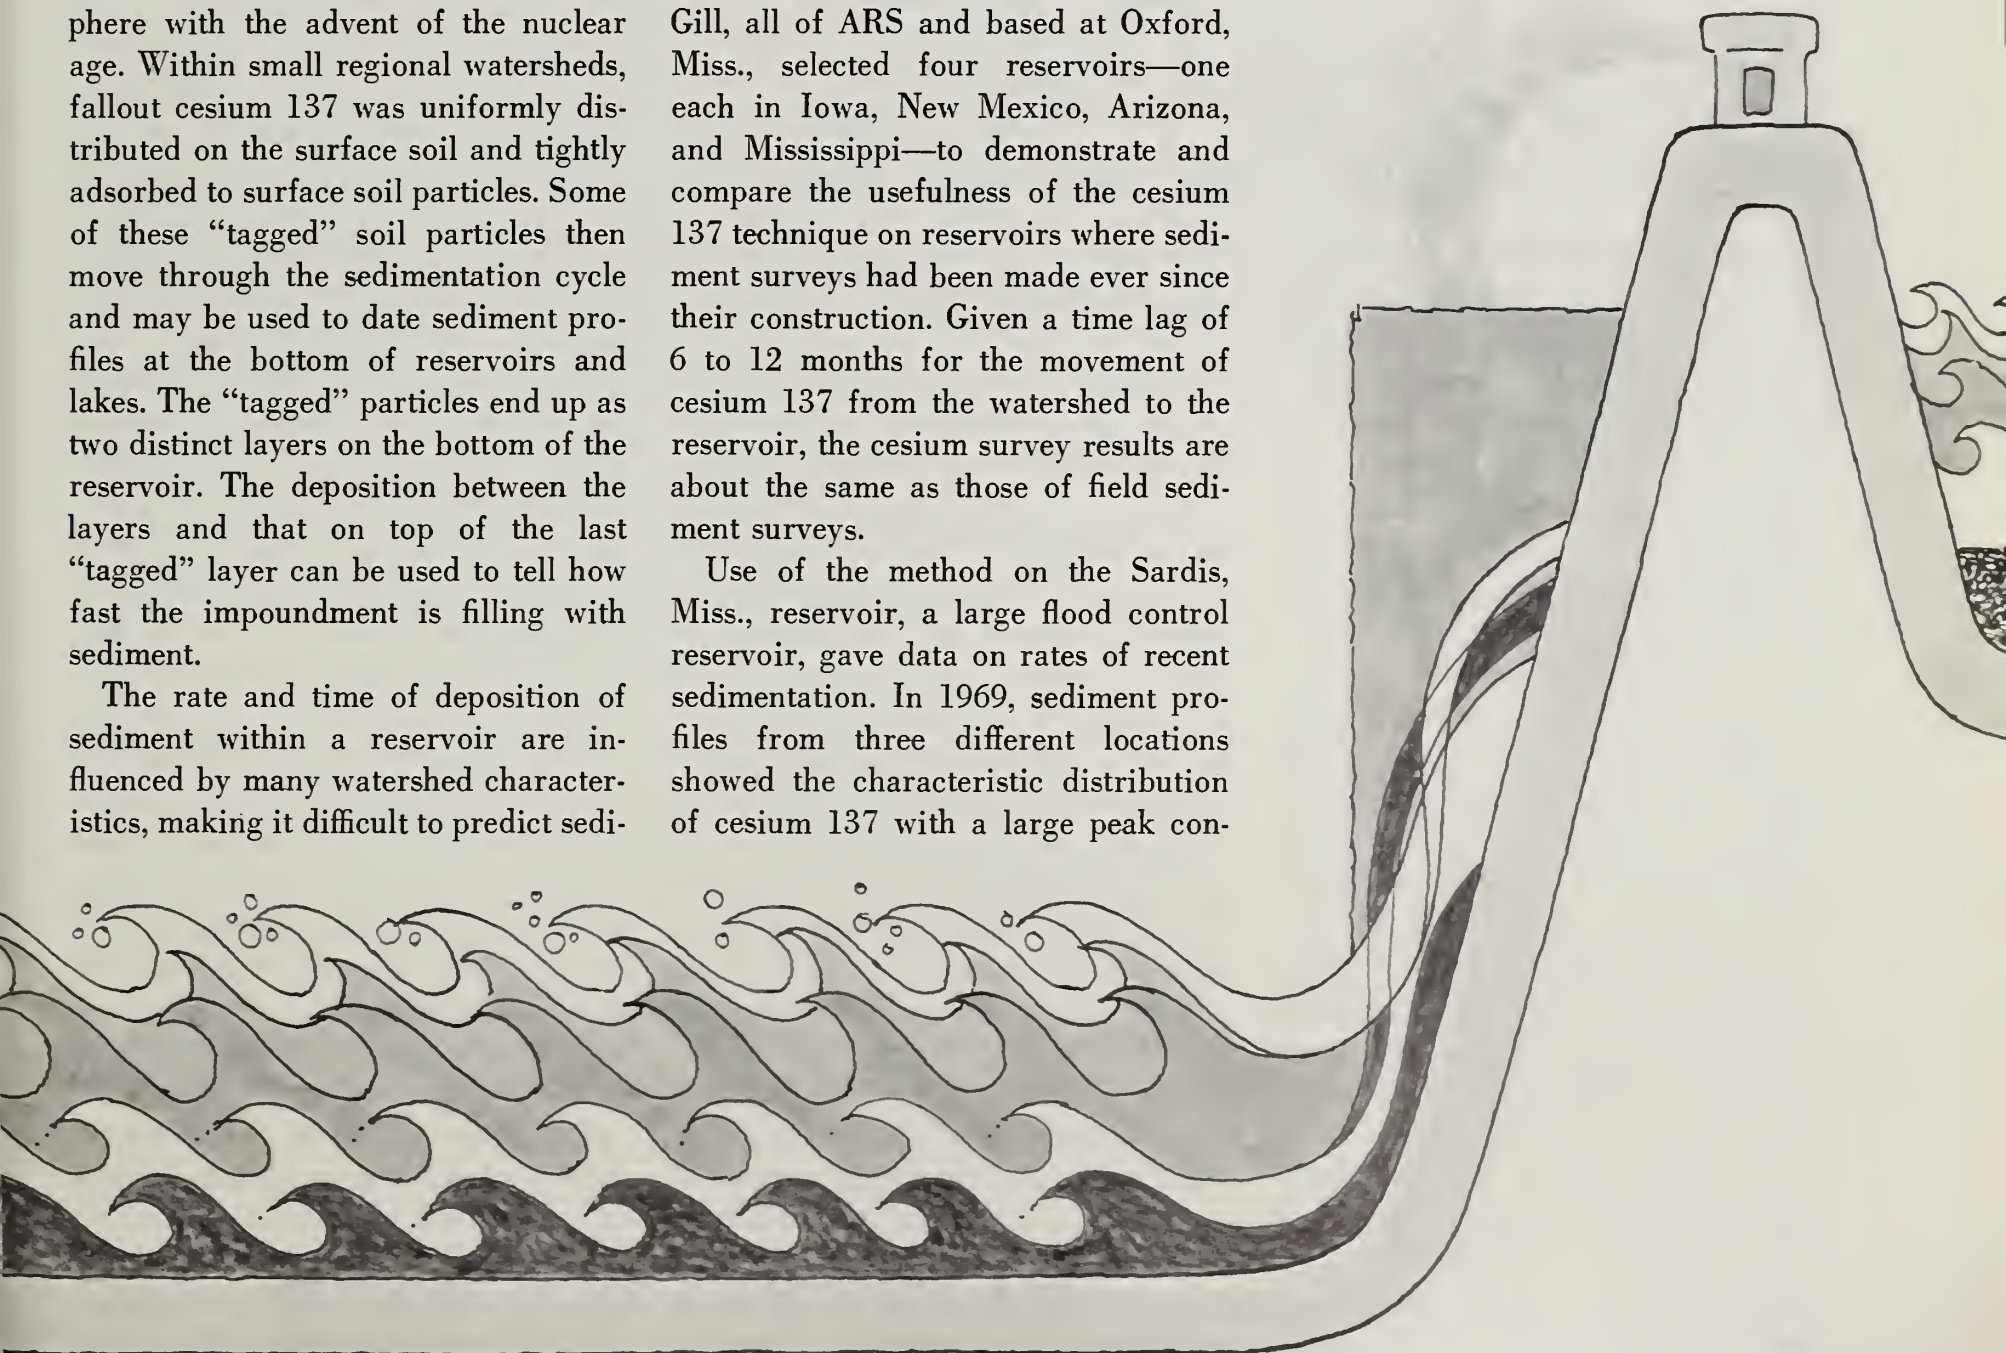 phere with the advent of the nuclear
age. Within small regional watersheds,
fallout cesium 137 was uniformly dis-
tributed on the surface soil and tightly
adsorbed to surface soil particles. Some
of these “tagged” soil particles then
move through the sedimentation cycle
and may be used to date sediment pro-
files at the bottom of reservoirs and
lakes. The “tagged” particles end up as
two distinct layers on the bottom of the
reservoir. The deposition between the
layers and that on top of the last
“tagged” layer can be used to tell how
fast the impoundment is filling with
sediment.
The rate and time of deposition of
sediment within a reservoir are in-
fluenced by many watershed character-
istics, making it difficult to predict sedi-
Gill, all of ARS and based at Oxford,
Miss., selected four reservoirs—one
each in Iowa, New Mexico, Arizona,
and Mississippi—to demonstrate and
compare the usefulness of the cesium
137 technique on reservoirs where sedi-
ment surveys had been made ever since
their construction. Given a time lag of
6 to 12 months for the movement of
cesium 137 from the watershed to the
reservoir, the cesium survey results are
about the same as those of field sedi-
ment surveys.
Use of the method on the Sardis,
Miss., reservoir, a large flood control
reservoir, gave data on rates of recent
sedimentation. In 1969, sediment pro-
files from three different locations
showed the characteristic distribution
of cesium 137 with a large peak con-